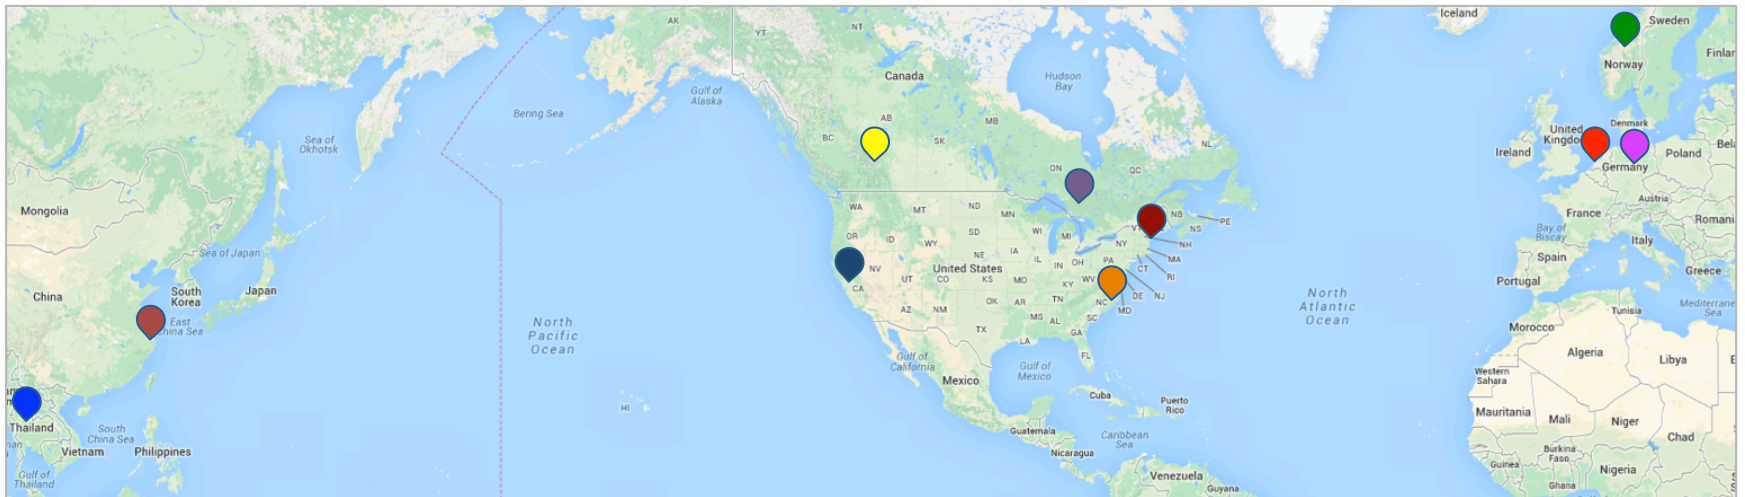 AK
YT
NT
Iceland
Sweden
Norway
Finlar
Canada
Hudson
Bay
Gulf of
Alaska
Bering Sea
Sea of
Okhotsk
AB
MB
BC
SK
NL
ON
QC
Denmark
United
Kingdo
Ireland
Poland
Bela
Germany
Mongolia
WA
MT
ND
MN
NB
PE
NS
France
Austria
Romani
OR
ID
WY
SD
WI
MI
NY
NH
Bay of
Biscay
Italy
Sea of Japan
NE
IA
IL
IN
OH
PA
MA
CT
RI
Spain
Greece
China
South
Korea
Japan
NV
UT
CO
United States
KS
MO
KY
WV
DE
NJ
Portugal
CA
AZ
NM
OK
AR
TN
NC
MD
North
Atlantic
Ocean
Mediterrane
Sea
Tunisia
East
China Sea
North
Pacific
Ocean
TX
MS
AL
SC
GA
LA
FL
Morocco
Algeria
Libya
Gulf of
California
Gulf of
Mexico
Mexico
Western
Sahara
Cuba
Puerto
Rico
HI
Mauritania
Mali
Niger
Chad
Thailand
South
China Sea
Vietnam
Philippines
Guatemala
Caribbean
Sea
Nicaragua
Burkina
Faso
Guinea
Nigeria
Ghana
Gulf of
Thailand
Venezuela
Guyana